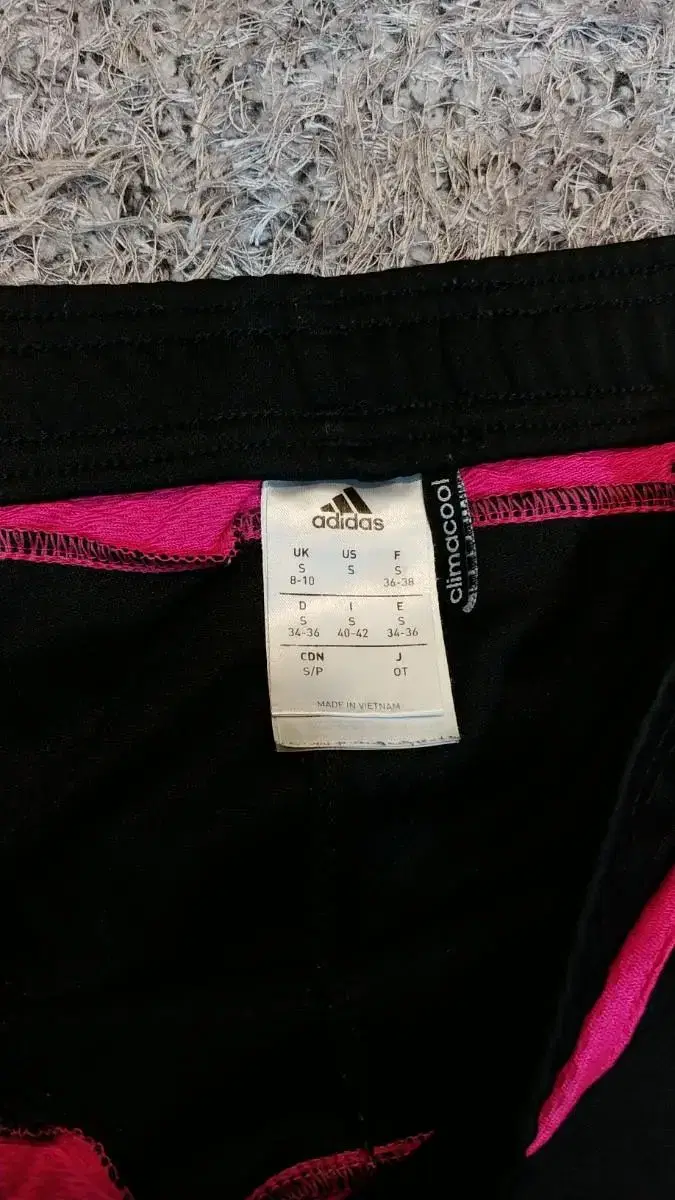 adidas
UK US F
S S S
8-10 36-38
D I E
S S S
34-36 40-42 34-36
CDN J
S/P OT
MADE IN VIETNAM
climacool